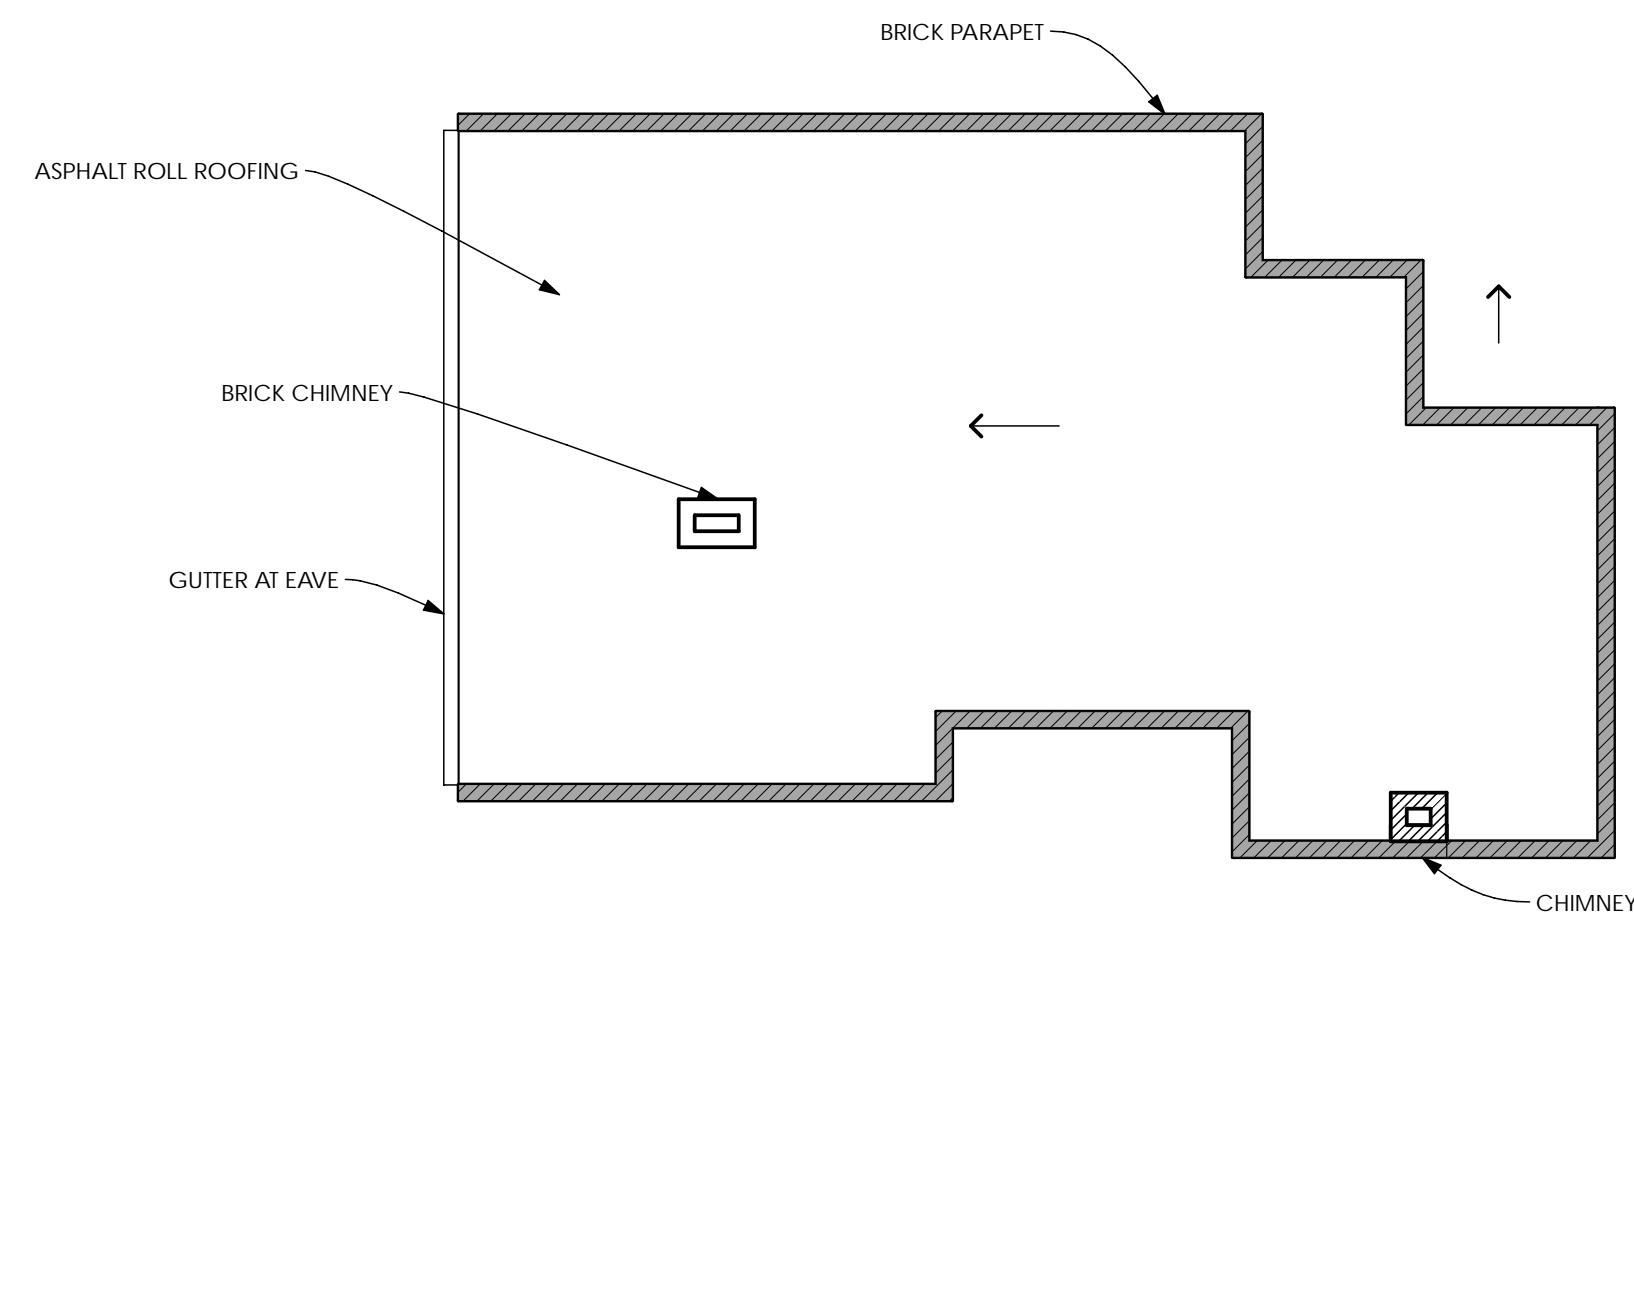 BRICK PARAPET
ASPHALT ROLL ROOFING
BRICK CHIMNEY
GUTTER AT EAVE
CHIMNEY